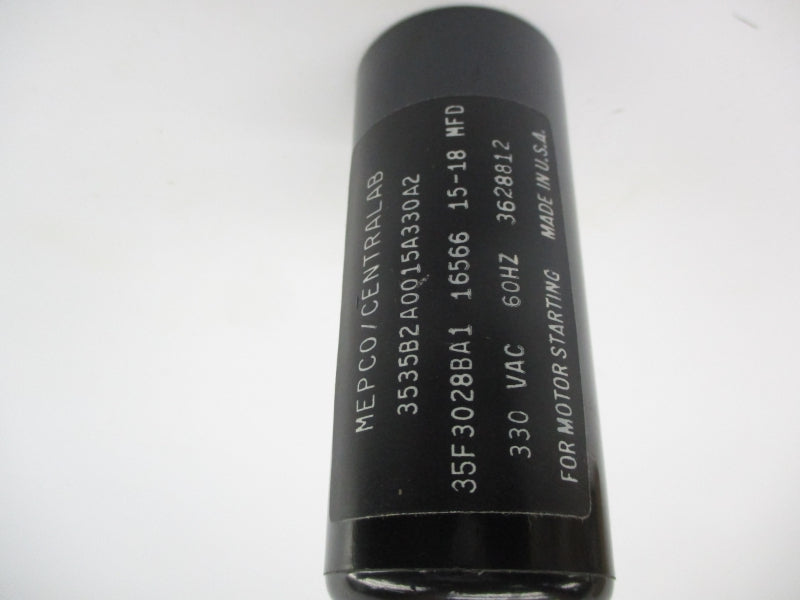 MEPCO/CENTRALAB
3535B2A0015A330A2
35F3028BA1 16566 15-18 MFD
330 VAC 60HZ 3628812
FOR MOTOR STARTING MADE IN U.S.A.